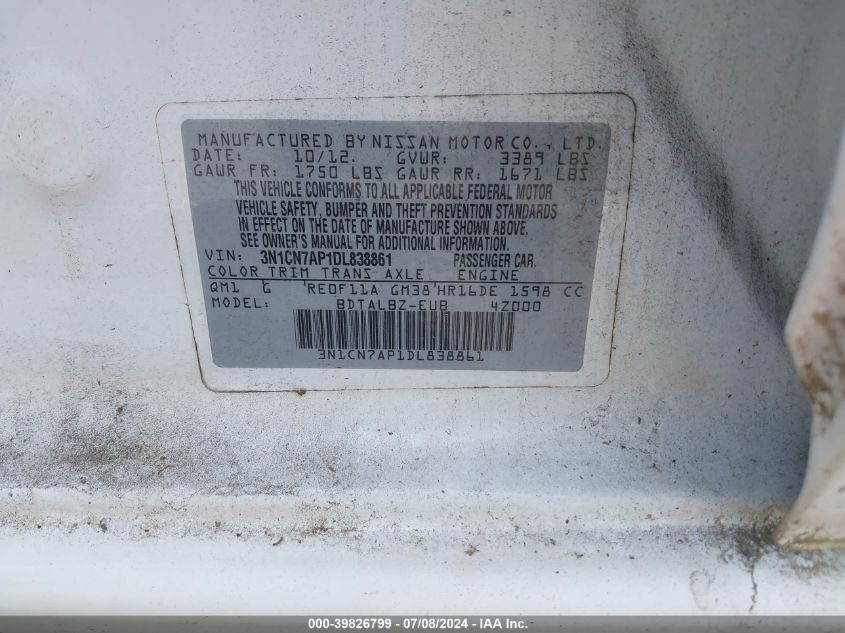 MANUFACTURED BY NISSAN MOTOR CO., LTD.
DATE: 10/12. GVWR: 3389 LBS
GAWR FR: 1750 LBS GAWR RR: 1671 LBS
THIS VEHICLE CONFORMS TO ALL APPLICABLE FEDERAL MOTOR
VEHICLE SAFETY, BUMPER AND THEFT PREVENTION STANDARDS
IN EFFECT ON THE DATE OF MANUFACTURE SHOWN ABOVE.
SEE OWNER'S MANUAL FOR ADDITIONAL INFORMATION.
VIN: 3N1CN7AP1DL838861 PASSENGER CAR.
COLOR TRIM TRANS AXLE ENGINE
QM1 G RE0F11A GM38 HR16DE 1598 CC
MODEL: BDTALBZ-EUB 4Z000
3N1CN7AP1DL838861
000-39826799 - 07/08/2024 - IAA Inc.